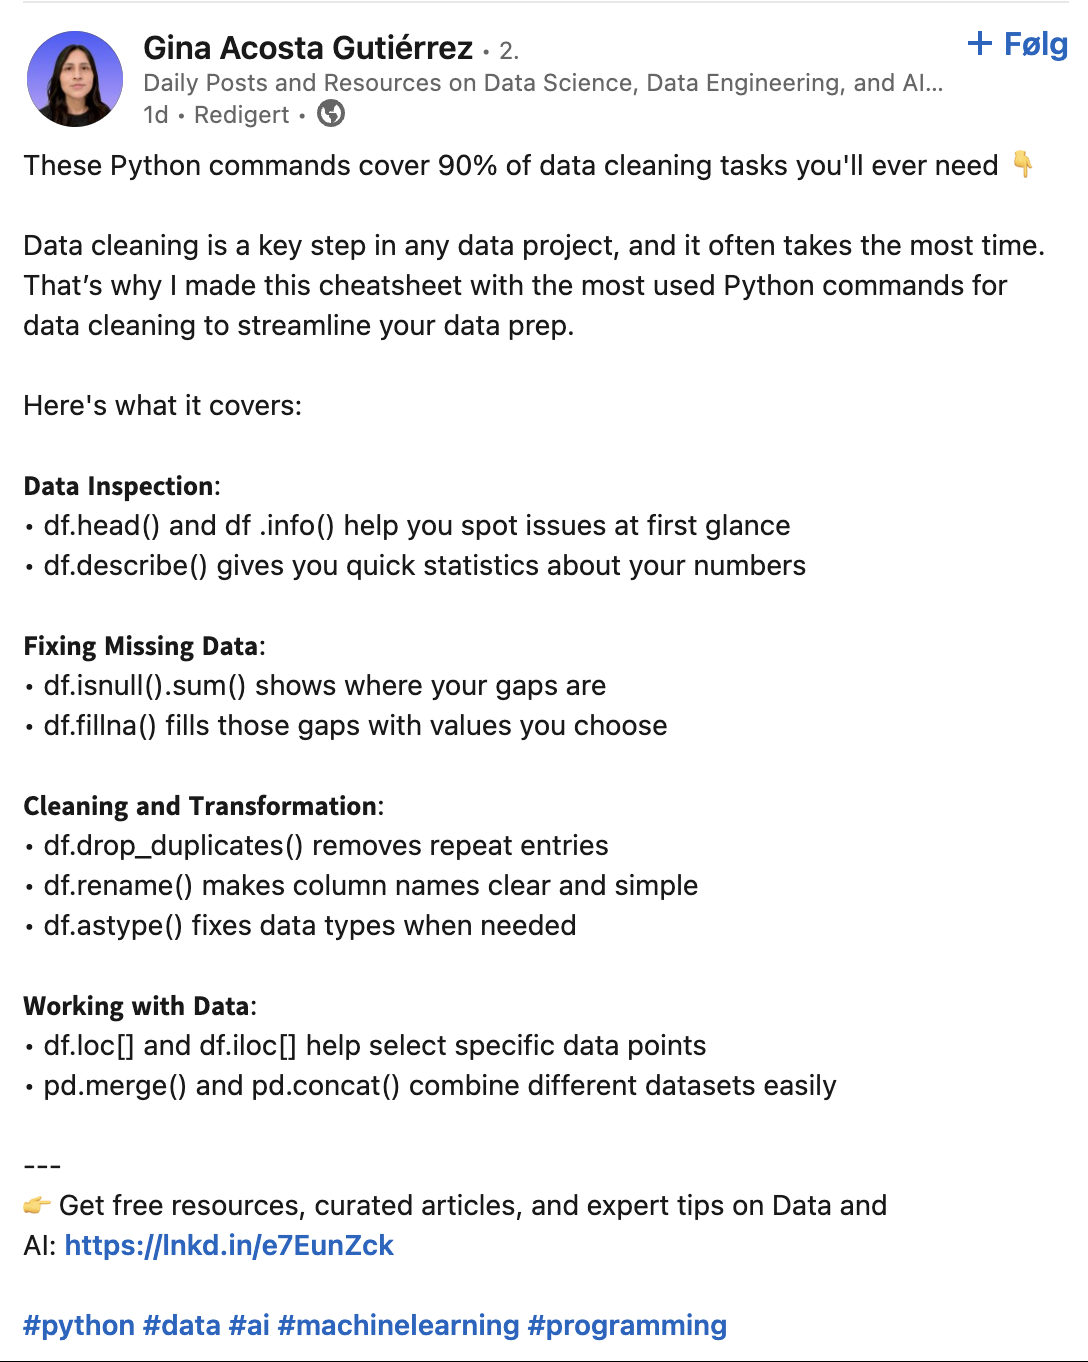 Gina Acosta Gutiérrez • 2.
+ Følg
Daily Posts and Resources on Data Science, Data Engineering, and AI...
1d • Redigert •
These Python commands cover 90% of data cleaning tasks you'll ever need 👇
Data cleaning is a key step in any data project, and it often takes the most time.
That’s why I made this cheatsheet with the most used Python commands for
data cleaning to streamline your data prep.
Here's what it covers:
Data Inspection:
• df.head() and df .info() help you spot issues at first glance
• df.describe() gives you quick statistics about your numbers
Fixing Missing Data:
• df.isnull().sum() shows where your gaps are
• df.fillna() fills those gaps with values you choose
Cleaning and Transformation:
• df.drop_duplicates() removes repeat entries
• df.rename() makes column names clear and simple
• df.astype() fixes data types when needed
Working with Data:
• df.loc[] and df.iloc[] help select specific data points
• pd.merge() and pd.concat() combine different datasets easily
---
👉 Get free resources, curated articles, and expert tips on Data and
AI: https://lnkd.in/e7EunZck
#python #data #ai #machinelearning #programming